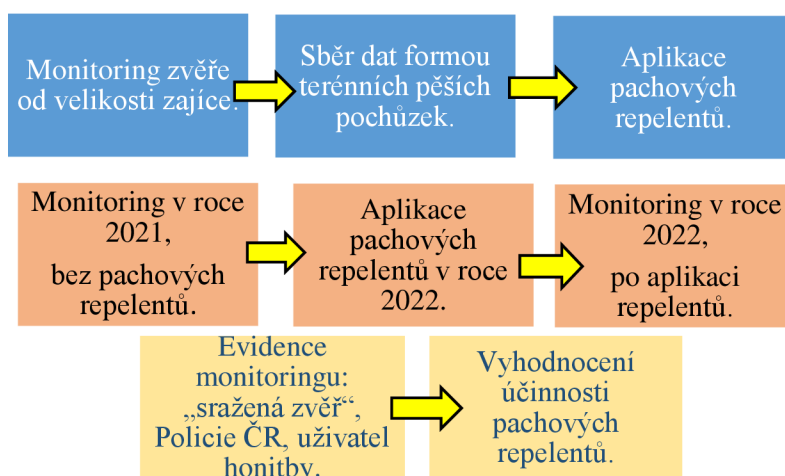 Monitoring zvěře
od velikosti zajíce.
Sběr dat formou
terénních pěších
pochůzek.
Aplikace
pachových
repelentů.
Monitoring v roce
2021,
bez pachových
repelentů.
Aplikace
pachových
repelentů v roce
2022.
Monitoring v roce
2022,
po aplikaci
repelentů.
Evidence
monitoringu:
„sražená zvěř“,
Policie ČR, uživatel
honitby.
Vyhodnocení
účinnosti
pachových
repelentů.